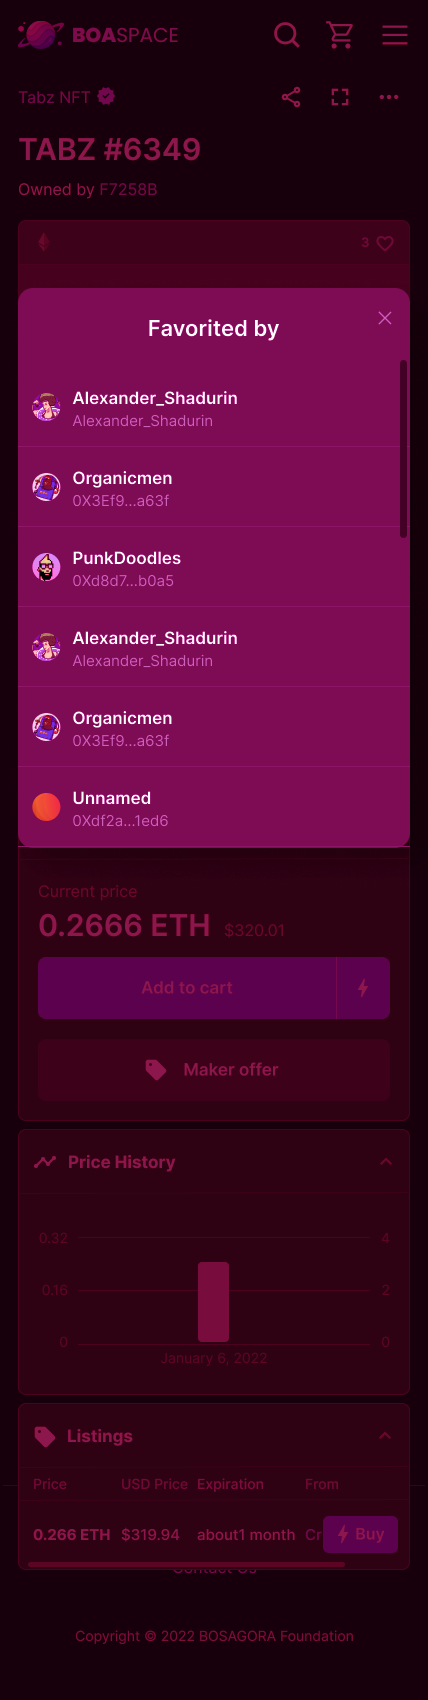 BOASPACE
Tabz NFT
TABZ #6349
Owned by F7258B
3
Favorited by
Alexander_Shadurin
Alexander_Shadurin
Organicmen
0X3Ef9...a63f
PunkDoodles
0Xd8d7...b0a5
Alexander_Shadurin
Alexander_Shadurin
Organicmen
0X3Ef9...a63f
Unnamed
0Xdf2a...1ed6
Current price
0.2666 ETH $320.01
Add to cart
Maker offer
Price History
0.32 4
0.16 2
0 0
January 6, 2022
Listings
Price USD Price Expiration From
0.266 ETH $319.94 about1 month Cr Buy
Contact Us
Copyright © 2022 BOSAGORA Foundation